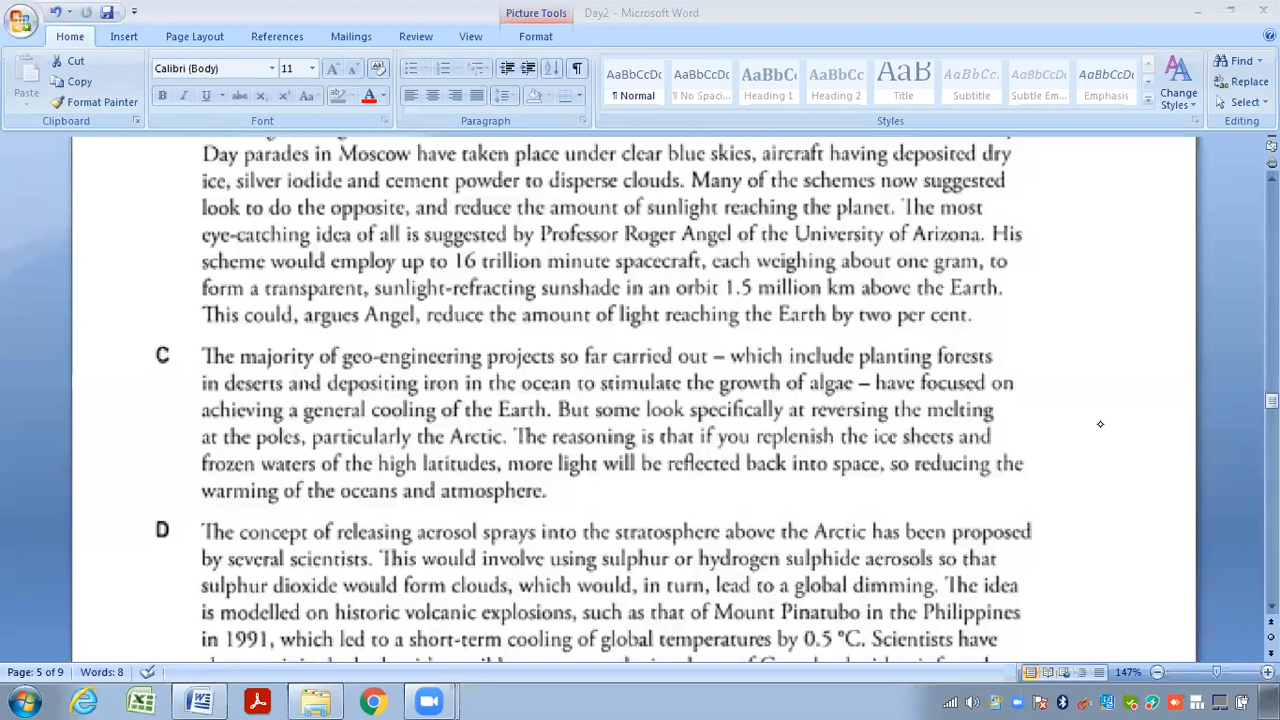 Picture Tools
Day2 - Microsoft Word
Home Insert Page Layout References Mailings Review View Format
Paste
Cut
Copy
Format Painter
Clipboard
Calibri (Body) 11
Font
Paragraph
AaBbCcDc AaBbCcDc AaBbC AaBbCc AaB AaBbCc. AaBbCcDc AaBbCcDc
¶ Normal ¶ No Spaci... Heading 1 Heading 2 Title Subtitle Subtle Em... Emphasis
Change Styles
Styles
Find
Replace
Select
Editing
Day parades in Moscow have taken place under clear blue skies, aircraft having deposited dry
ice, silver iodide and cement powder to disperse clouds. Many of the schemes now suggested
look to do the opposite, and reduce the amount of sunlight reaching the planet. The most
eye-catching idea of all is suggested by Professor Roger Angel of the University of Arizona. His
scheme would employ up to 16 trillion minute spacecraft, each weighing about one gram, to
form a transparent, sunlight-refracting sunshade in an orbit 1.5 million km above the Earth.
This could, argues Angel, reduce the amount of light reaching the Earth by two per cent.
C The majority of geo-engineering projects so far carried out – which include planting forests
in deserts and depositing iron in the ocean to stimulate the growth of algae – have focused on
achieving a general cooling of the Earth. But some look specifically at reversing the melting
at the poles, particularly the Arctic. The reasoning is that if you replenish the ice sheets and
frozen waters of the high latitudes, more light will be reflected back into space, so reducing the
warming of the oceans and atmosphere.
D The concept of releasing aerosol sprays into the stratosphere above the Arctic has been proposed
by several scientists. This would involve using sulphur or hydrogen sulphide aerosols so that
sulphur dioxide would form clouds, which would, in turn, lead to a global dimming. The idea
is modelled on historic volcanic explosions, such as that of Mount Pinatubo in the Philippines
in 1991, which led to a short-term cooling of global temperatures by 0.5 °C. Scientists have
Page: 5 of 9 Words: 8 147%